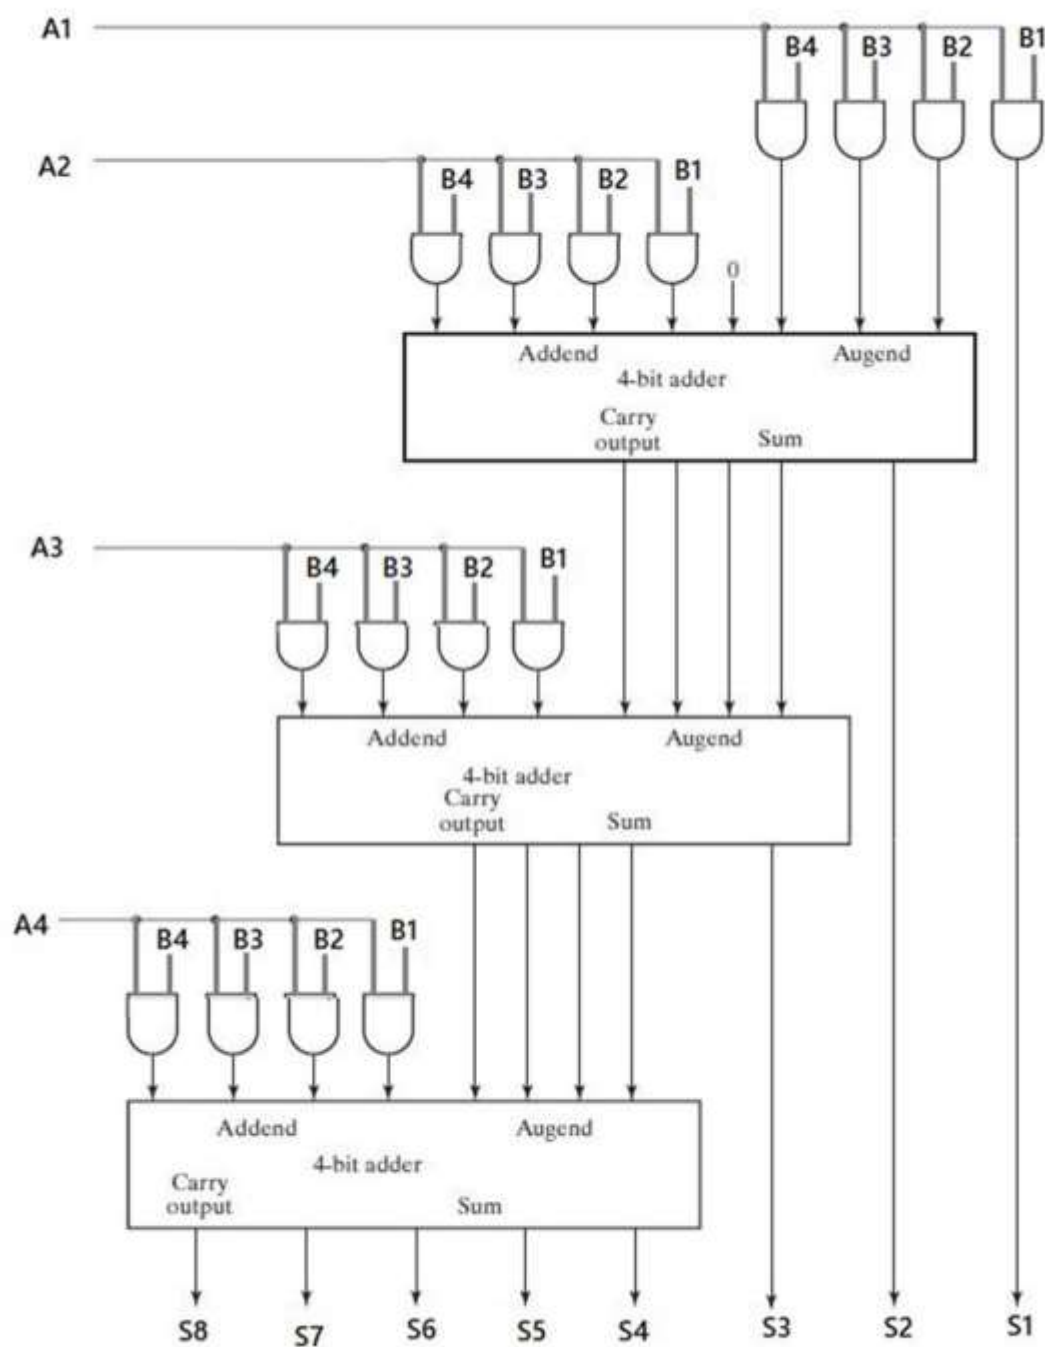 A1
B4 B3 B2 B1
A2
B4 B3 B2 B1
0
Addend Augend
4-bit adder
Carry
output Sum
A3
B4 B3 B2 B1
Addend Augend
4-bit adder
Carry
output Sum
A4
B4 B3 B2 B1
Addend Augend
4-bit adder
Carry
output Sum
S8 S7 S6 S5 S4 S3 S2 S1